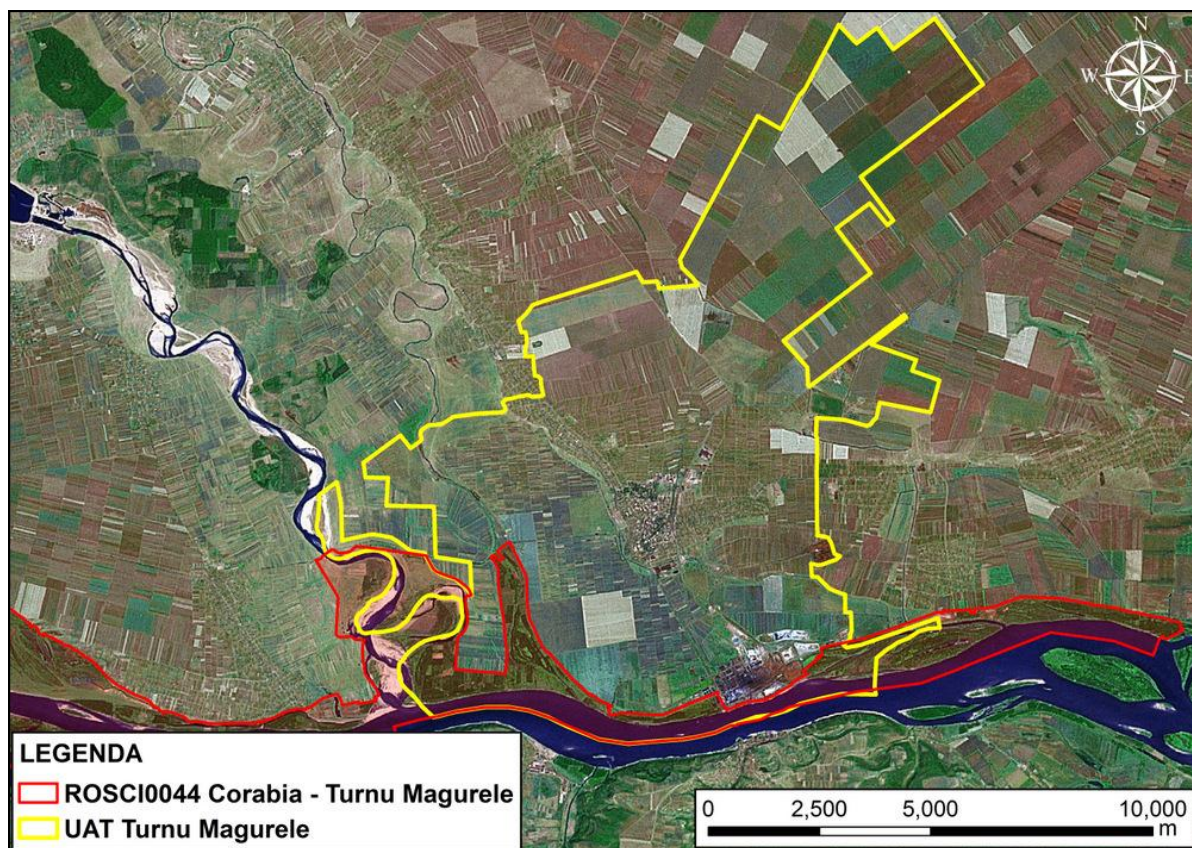 N
W E
S
LEGENDA
ROSCI0044 Corabia - Turnu Magurele
UAT Turnu Magurele
0 2,500 5,000 10,000
m